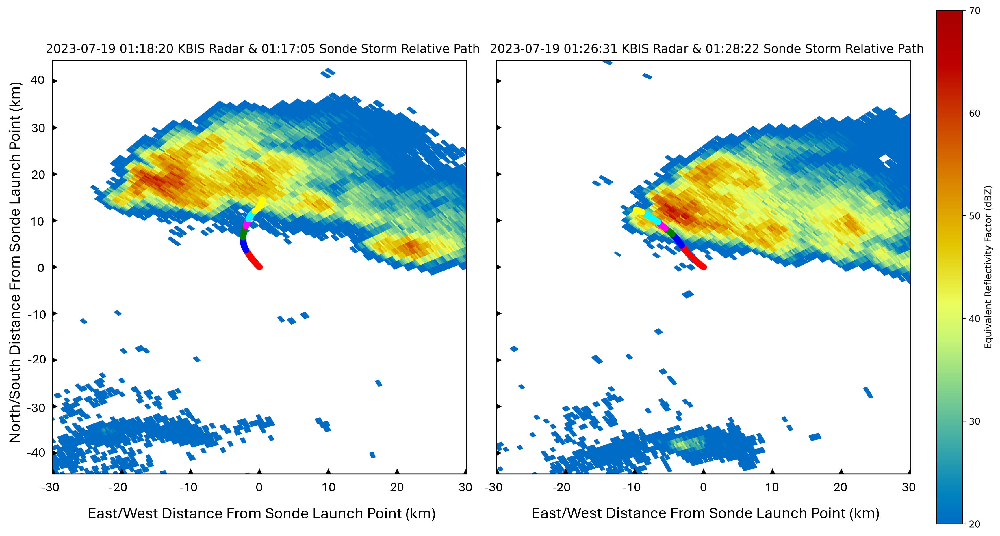 2023-07-19 01:18:20 KBIS Radar & 01:17:05 Sonde Storm Relative Path
North/South Distance From Sonde Launch Point (km)
40
30
20
10
0
-10
-20
-30
-40
-30 -20 -10 0 10 20 30
East/West Distance From Sonde Launch Point (km)
2023-07-19 01:26:31 KBIS Radar & 01:28:22 Sonde Storm Relative Path
-30 -20 -10 0 10 20 30
East/West Distance From Sonde Launch Point (km)
70
60
50
40
30
20
Equivalent Reflectivity Factor (dBZ)